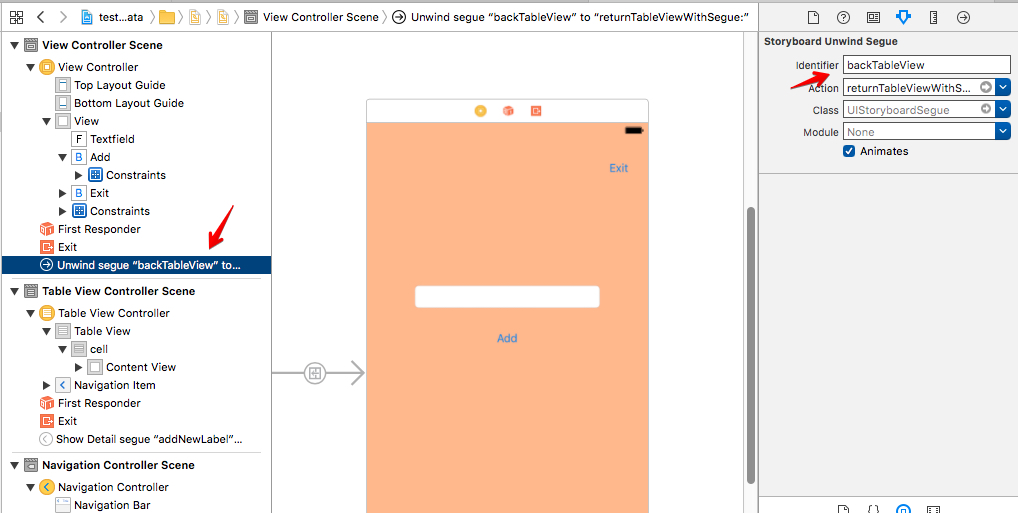 test...ata View Controller Scene Unwind segue “backTableView” to “returnTableViewWithSegue:”
View Controller Scene
View Controller
Top Layout Guide
Bottom Layout Guide
View
F Textfield
B Add
Constraints
B Exit
Constraints
First Responder
Exit
Unwind segue “backTableView” to...
Table View Controller Scene
Table View Controller
Table View
cell
Content View
Navigation Item
First Responder
Exit
Show Detail segue “addNewLabel”...
Navigation Controller Scene
Navigation Controller
Navigation Bar
Exit
Add
Storyboard Unwind Segue
Identifier backTableView
Action returnTableViewWithS...
Class UIStoryboardSegue
Module None
Animates